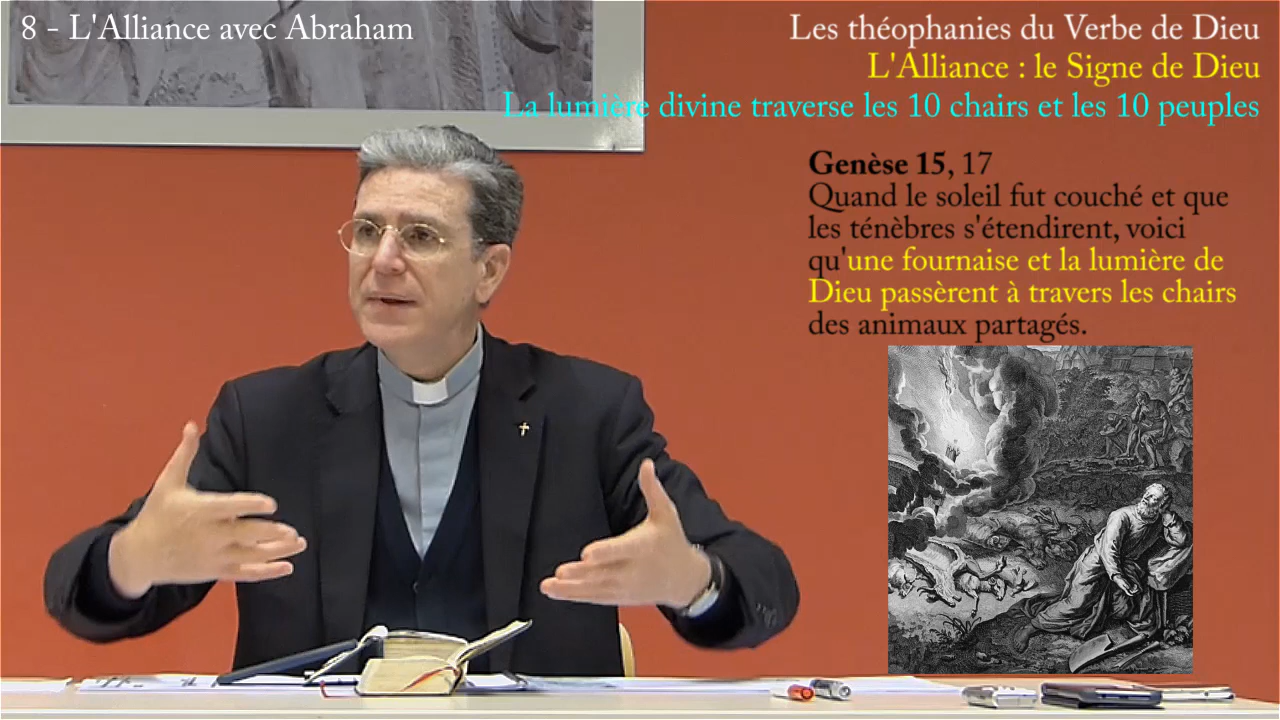 8 - L'Alliance avec Abraham
Les théophanies du Verbe de Dieu
L'Alliance : le Signe de Dieu
La lumière divine traverse les 10 chairs et les 10 peuples
Genèse 15, 17
Quand le soleil fut couché et que
les ténèbres s'étendirent, voici
qu'une fournaise et la lumière de
Dieu passèrent à travers les chairs
des animaux partagés.